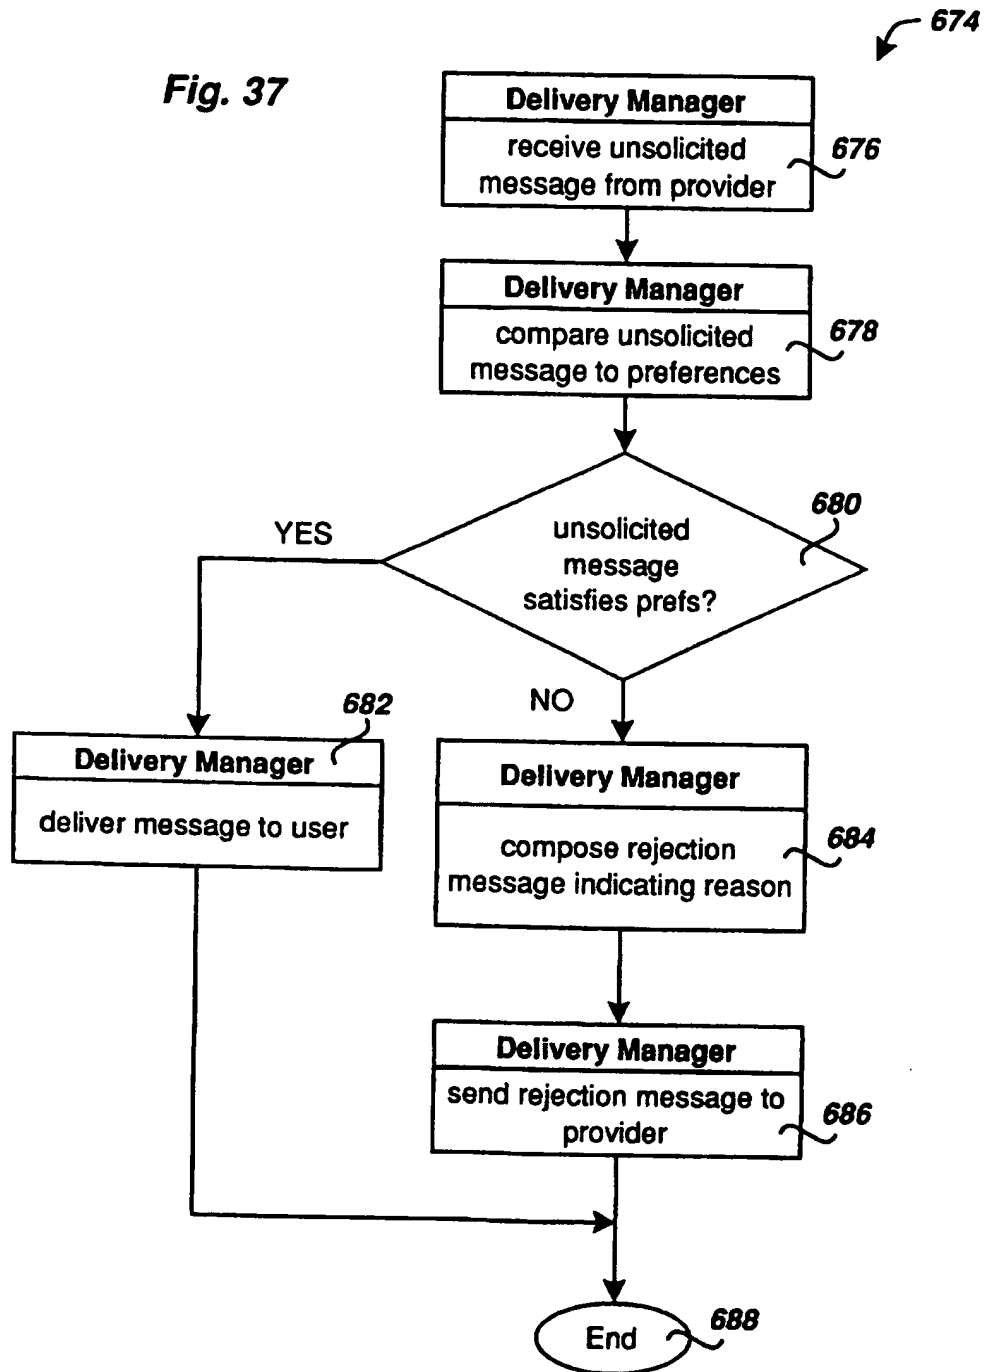 674
Fig. 37
Delivery Manager
receive unsolicited
message from provider
676
Delivery Manager
compare unsolicited
message to preferences
678
unsolicited
message
satisfies prefs?
680
YES
NO
682
Delivery Manager
deliver message to user
Delivery Manager
compose rejection
message indicating reason
684
Delivery Manager
send rejection message to
provider
686
End
688